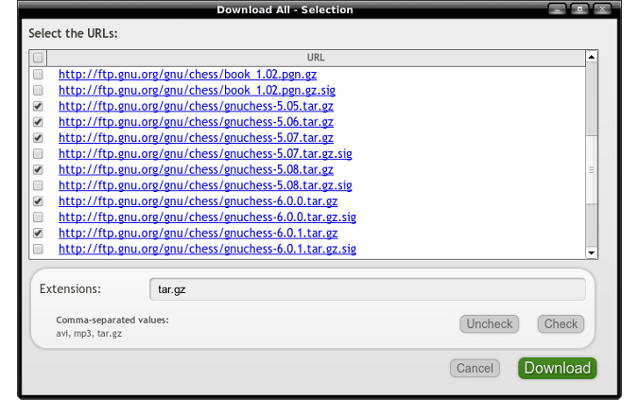 Download All - Selection
Select the URLs:
URL
http://ftp.gnu.org/gnu/chess/book_1.02.pgn.gz
http://ftp.gnu.org/gnu/chess/book_1.02.pgn.gz.sig
http://ftp.gnu.org/gnu/chess/gnuchess-5.05.tar.gz
http://ftp.gnu.org/gnu/chess/gnuchess-5.06.tar.gz
http://ftp.gnu.org/gnu/chess/gnuchess-5.07.tar.gz
http://ftp.gnu.org/gnu/chess/gnuchess-5.07.tar.gz.sig
http://ftp.gnu.org/gnu/chess/gnuchess-5.08.tar.gz
http://ftp.gnu.org/gnu/chess/gnuchess-5.08.tar.gz.sig
http://ftp.gnu.org/gnu/chess/gnuchess-6.0.0.tar.gz
http://ftp.gnu.org/gnu/chess/gnuchess-6.0.0.tar.gz.sig
http://ftp.gnu.org/gnu/chess/gnuchess-6.0.1.tar.gz
http://ftp.gnu.org/gnu/chess/gnuchess-6.0.1.tar.gz.sig
Extensions: tar.gz
Comma-separated values:
avi, mp3, tar.gz
Uncheck Check
Cancel Download